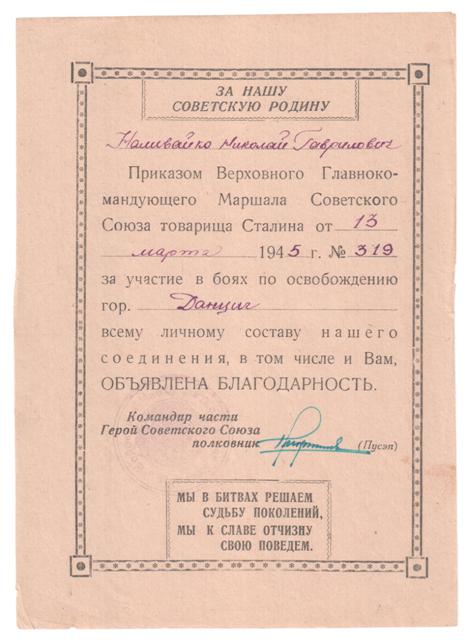 ЗА НАШУ
СОВЕТСКУЮ РОДИНУ
Наливайко Николай Гаврилович
Приказом Верховного Главноко-
мандующего Маршала Советского
Союза товарища Сталина от 13
марта 1945 г. № 319
за участие в боях по освобождению
гор. Данциг
всему личному составу нашего
соединения, в том числе и Вам,
ОБЪЯВЛЕНА БЛАГОДАРНОСТЬ.
Командир части
Герой Советского Союза
полковник (Пусэп)
МЫ В БИТВАХ РЕШАЕМ
СУДЬБУ ПОКОЛЕНИЙ,
МЫ К СЛАВЕ ОТЧИЗНУ
СВОЮ ПОВЕДЕМ.